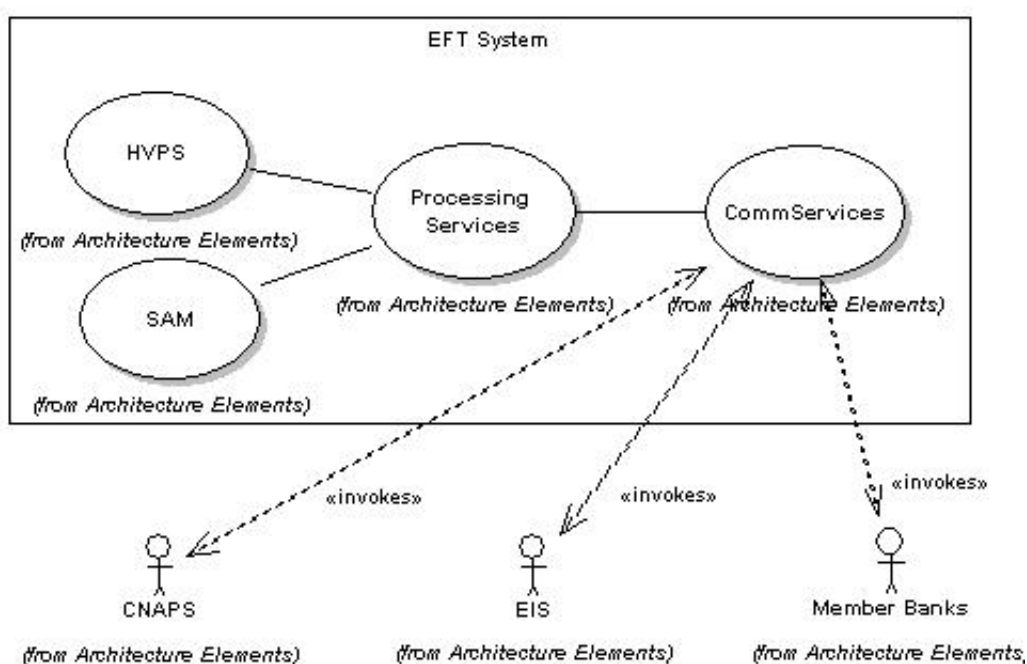 EFT System
HVPS
(from Architecture Elements)
Processing
Services
(from Architecture Elements)
CommServices
(from Architecture Elements)
SAM
(from Architecture Elements)
«invokes»
«invokes»
«invokes»
CNAPS
(from Architecture Elements)
EIS
(from Architecture Elements)
Member Banks
(from Architecture Elements)